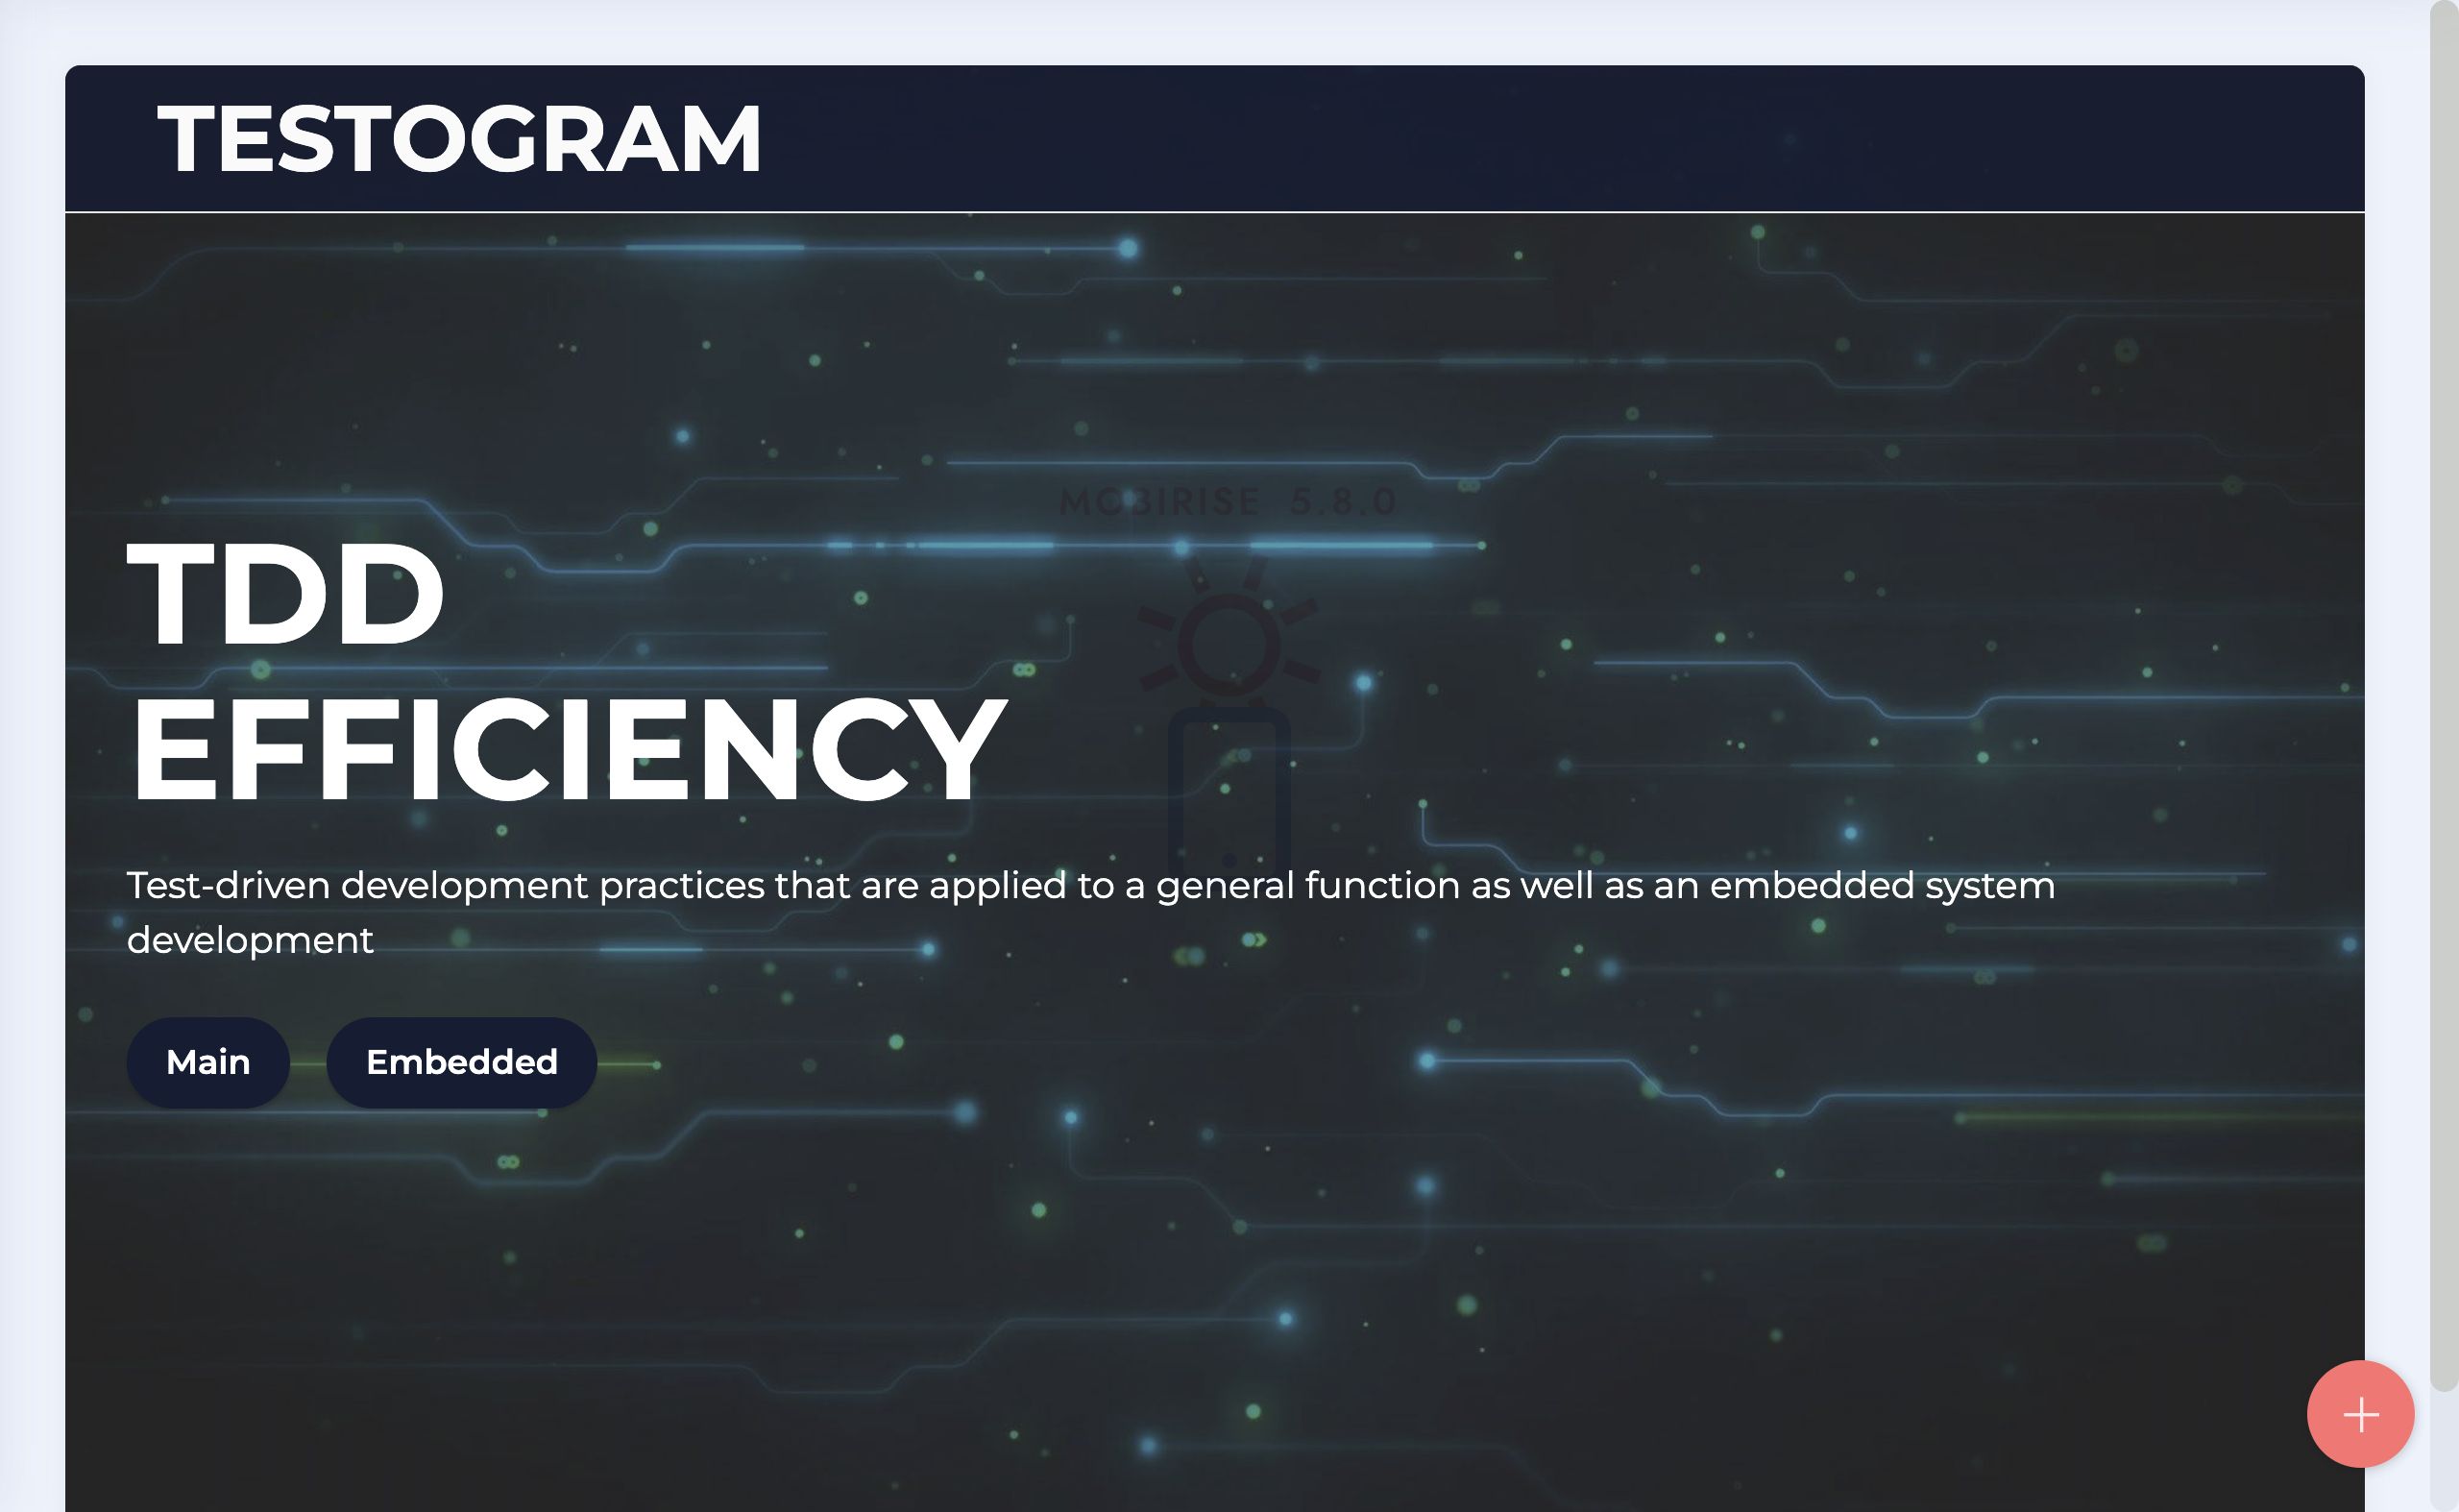 TESTOGRAM
MOBIRISE 5.8.0
TDD
EFFICIENCY
Test-driven development practices that are applied to a general function as well as an embedded system
development
Main
Embedded